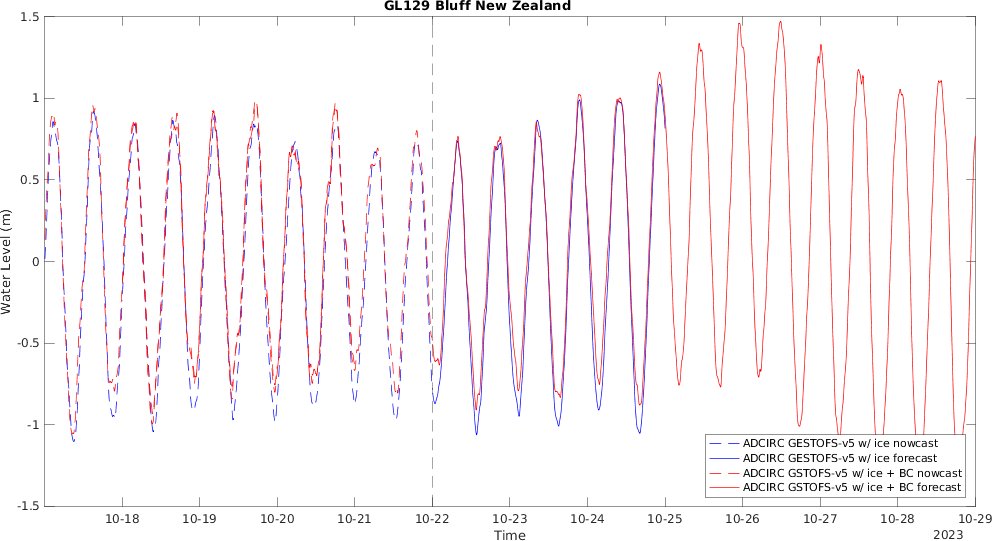 GL129 Bluff New Zealand
1.5
1
0.5
0
-0.5
-1
-1.5
Water Level (m)
ADCIRC GESTOFS-v5 w/ ice nowcast
ADCIRC GESTOFS-v5 w/ ice forecast
ADCIRC GSTOFS-v5 w/ ice + BC nowcast
ADCIRC GSTOFS-v5 w/ ice + BC forecast
10-18 10-19 10-20 10-21 10-22 10-23 10-24 10-25 10-26 10-27 10-28 10-29
Time
2023